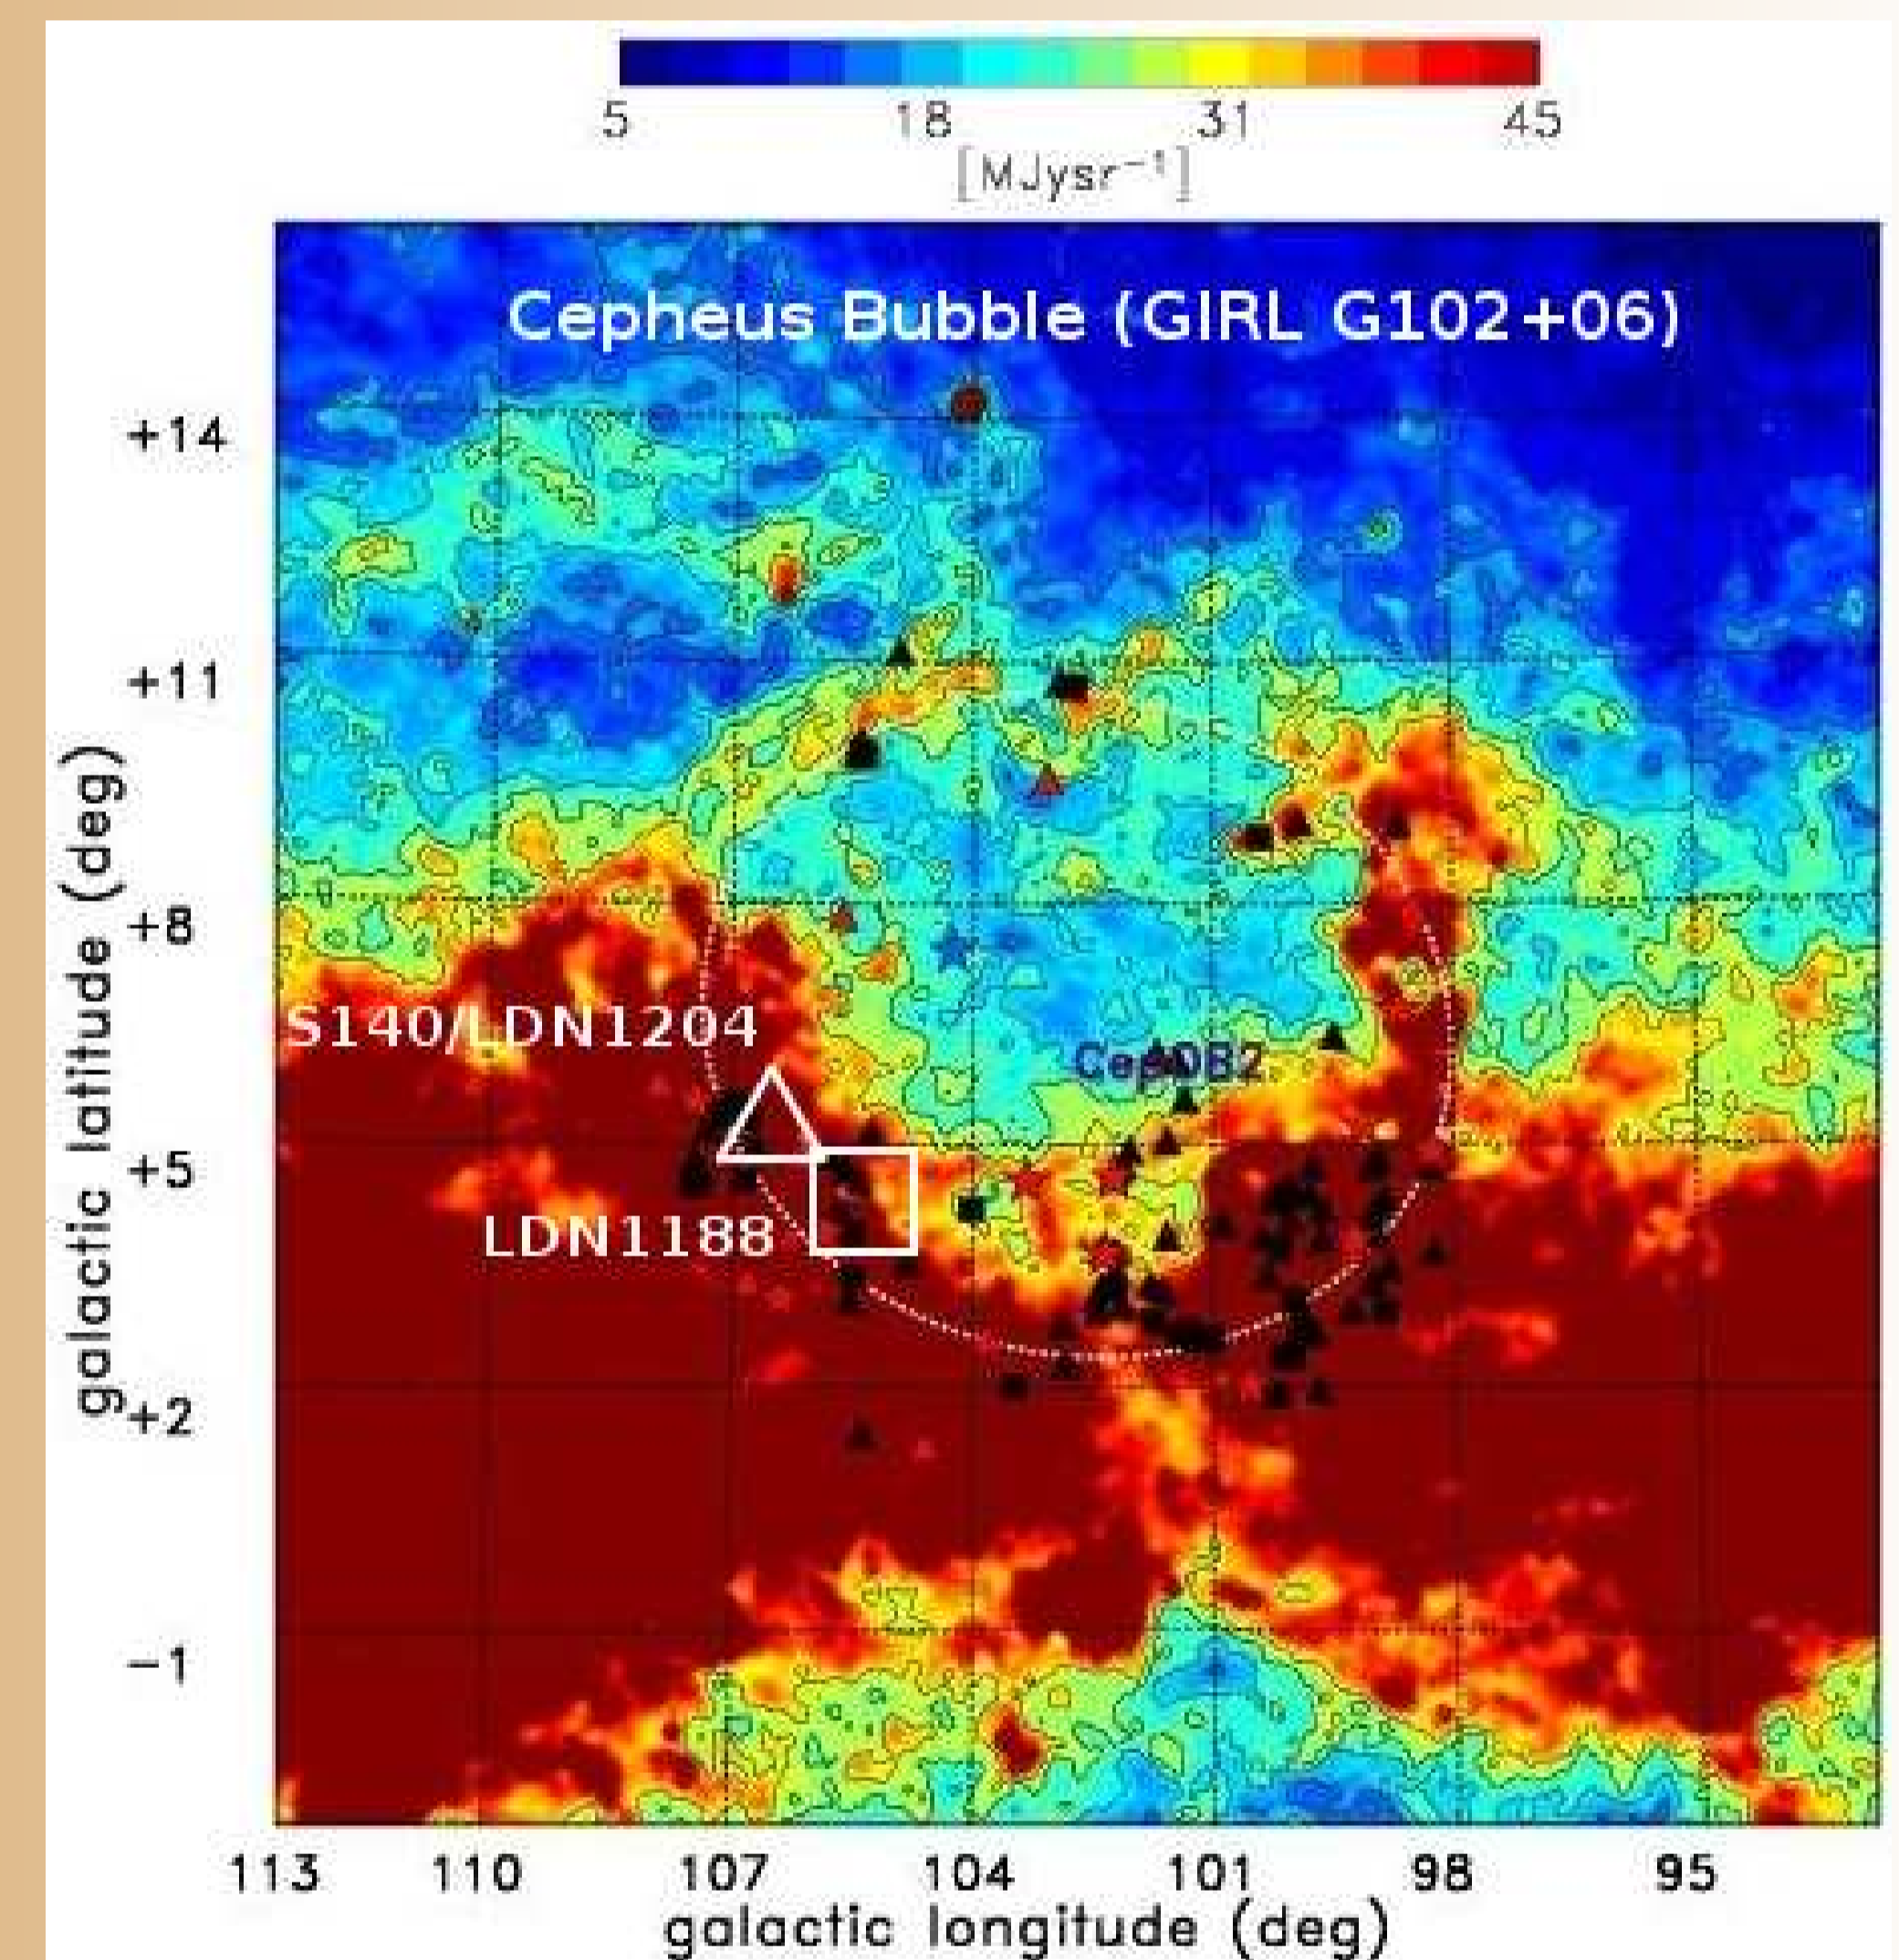 5 18 31 45
[MJysr⁻¹]
Cepheus Bubble (GIRL G102+06)
+14
+11
+8
+5
+2
−1
galactic latitude (deg)
S140/LDN1204
CepOB2
LDN1188
113 110 107 104 101 98 95
galactic longitude (deg)